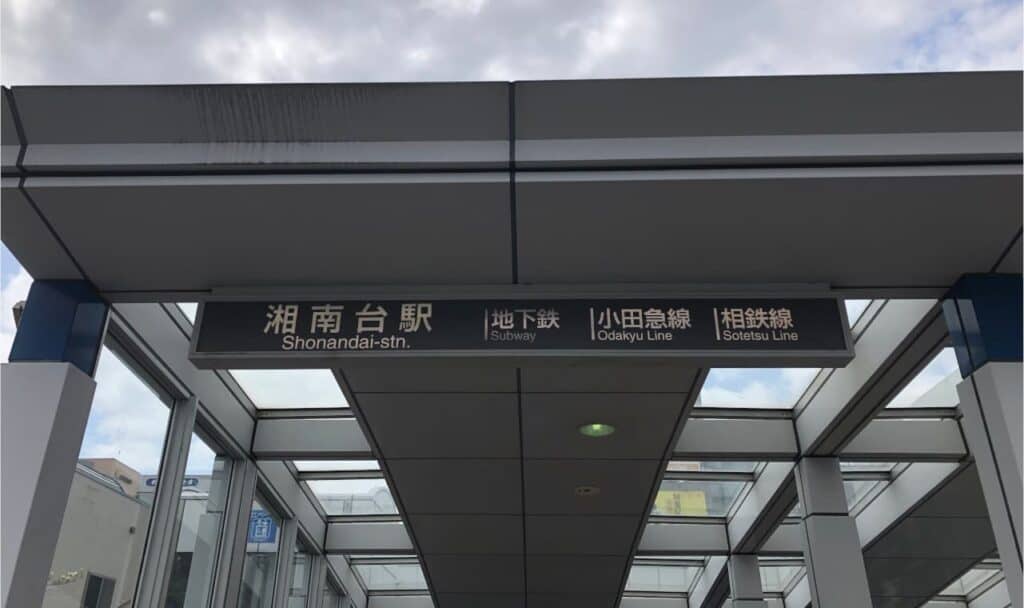 湘南台駅
Shonandai-stn.
地下鉄
Subway
小田急線
Odakyu Line
相鉄線
Sotetsu Line